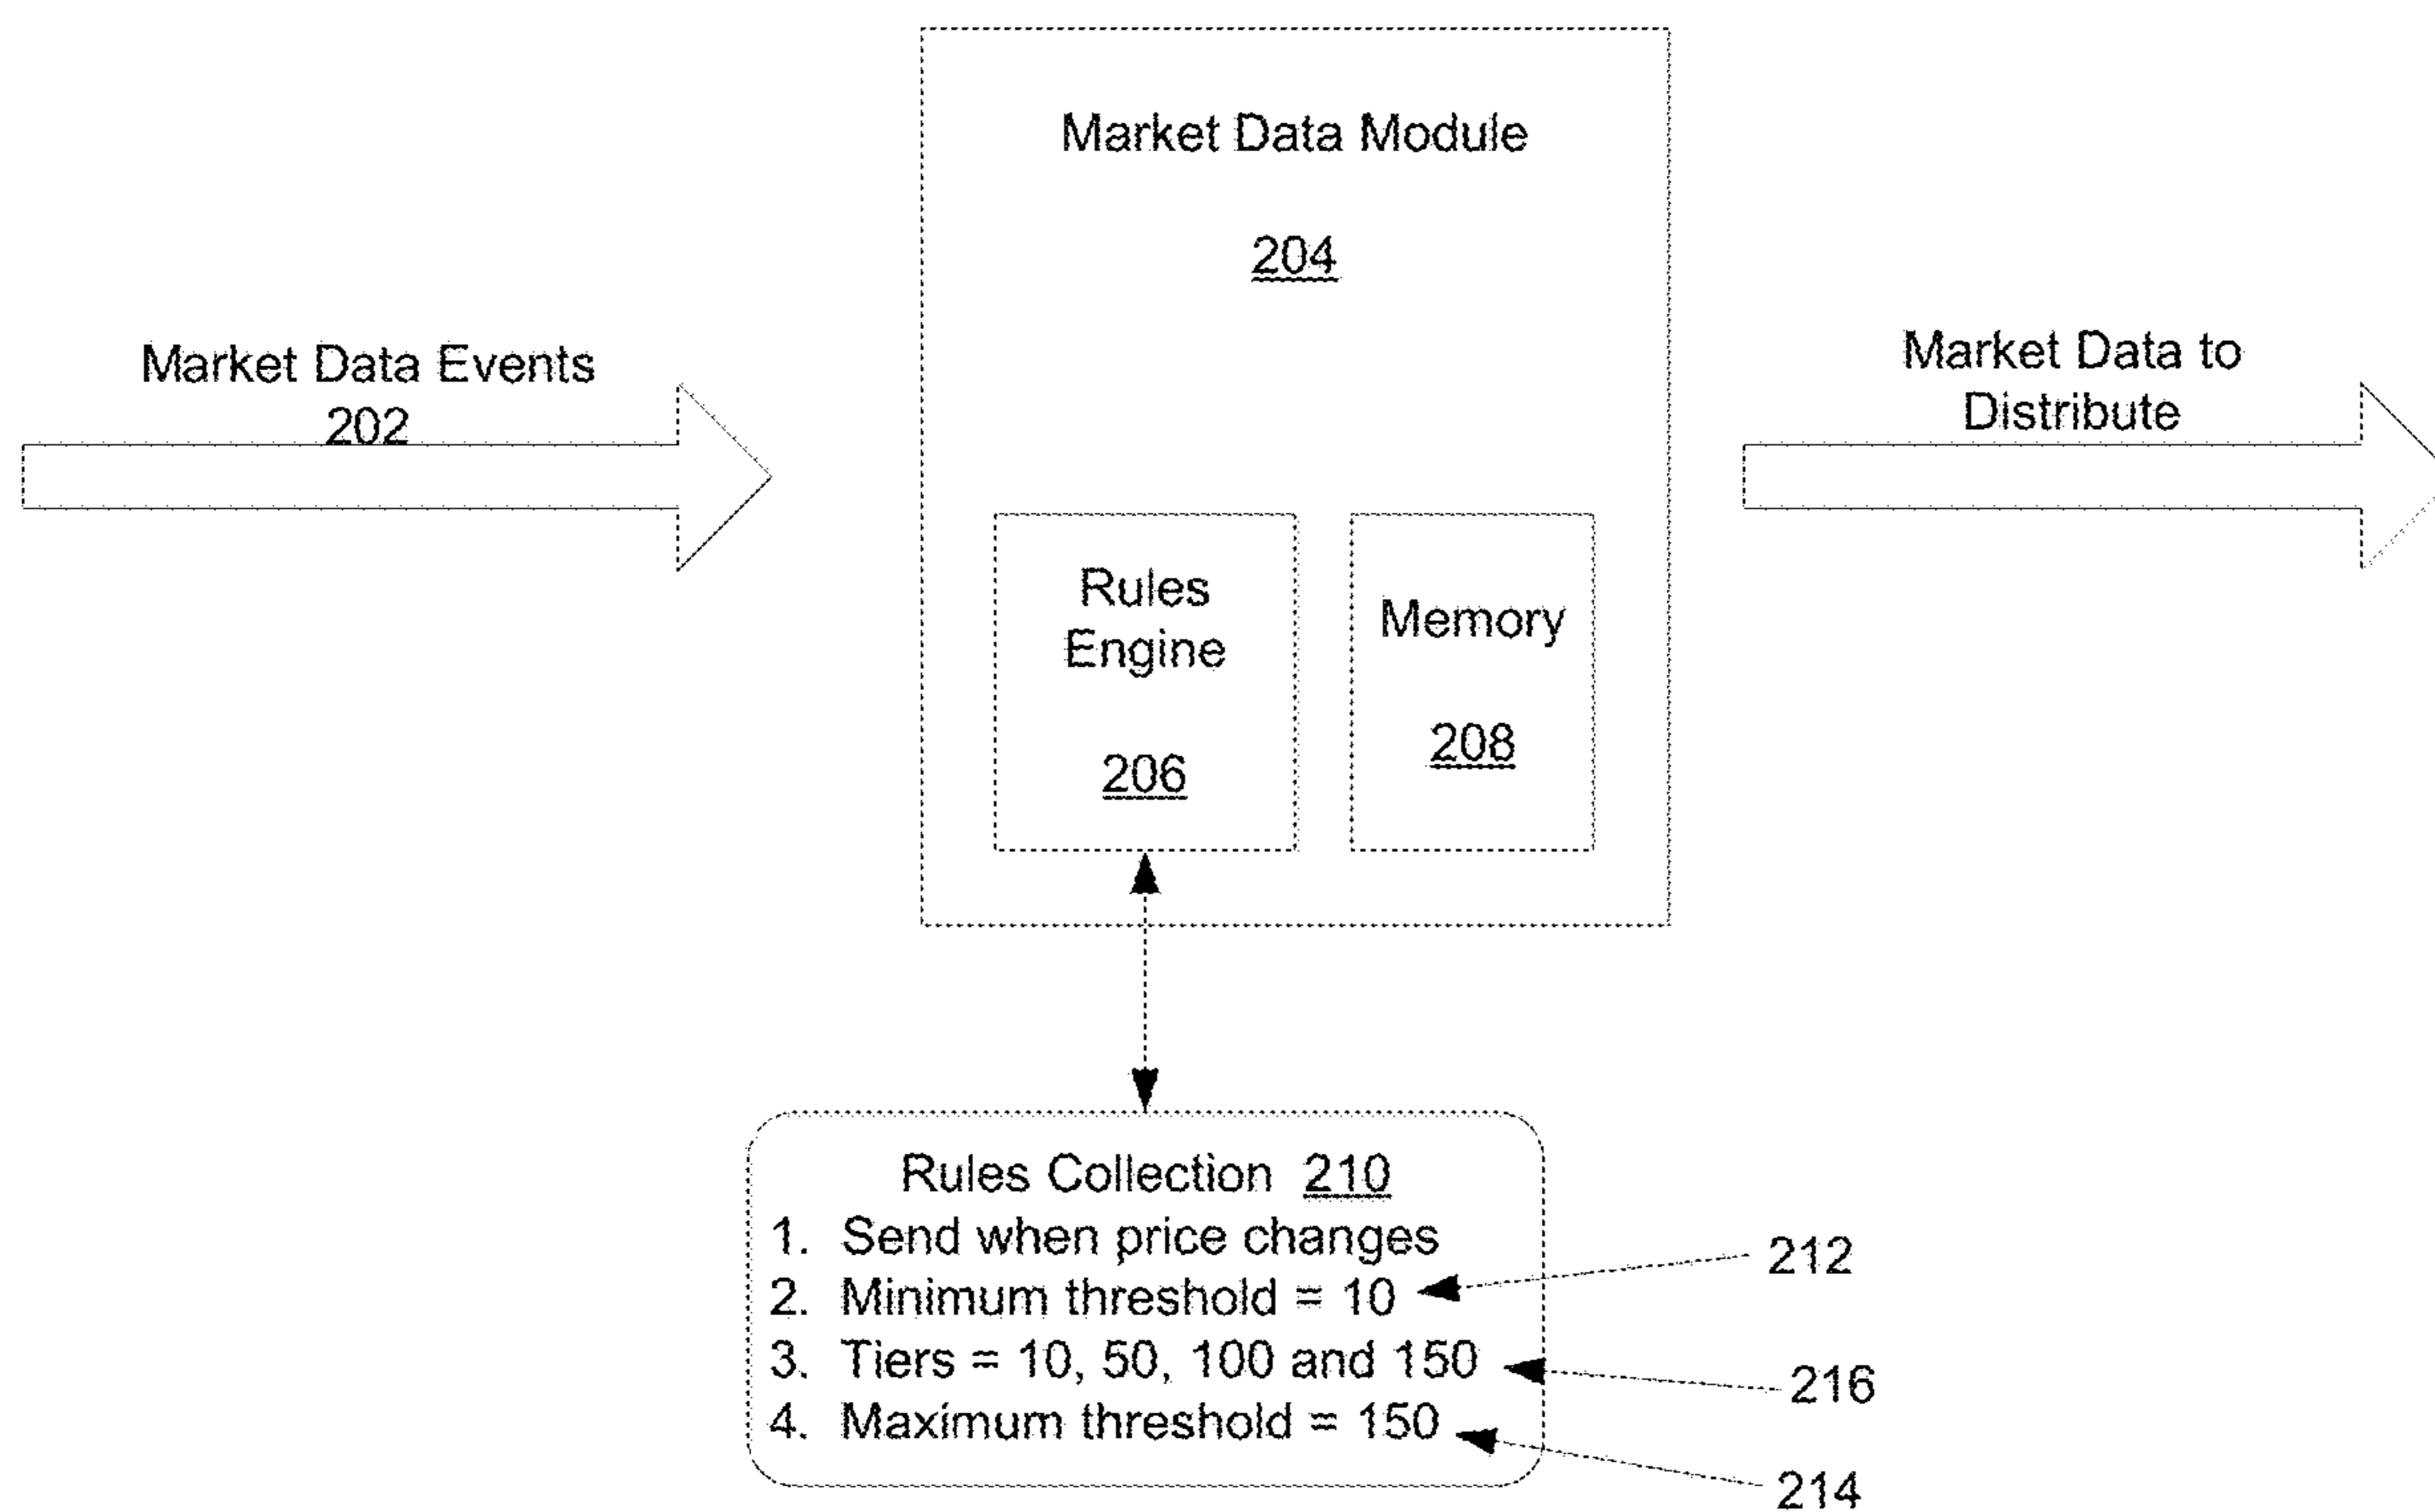 Market Data Module
204
Market Data Events
202
Market Data to
Distribute
Rules
Engine
206
Memory
208
Rules Collection 210
1. Send when price changes
2. Minimum threshold = 10
3. Tiers = 10, 50, 100 and 150
4. Maximum threshold = 150
212
216
214